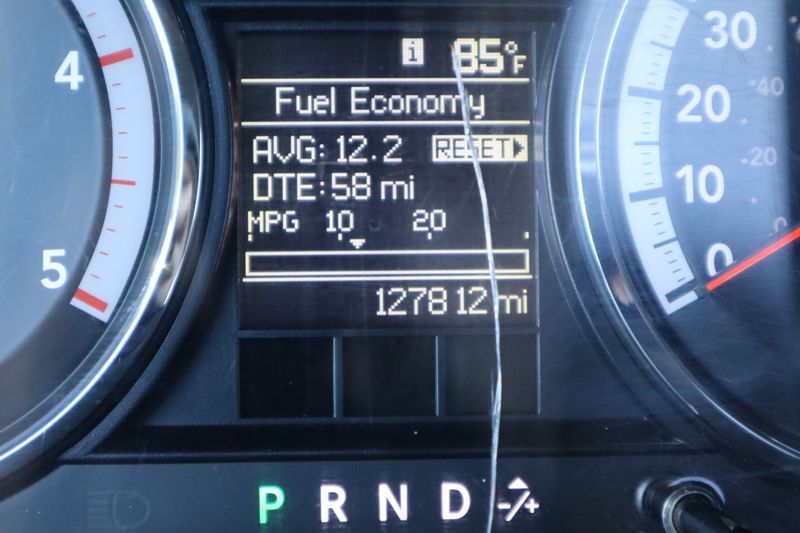 4
5
i 85°F
Fuel Economy
AVG: 12.2 RESET
DTE: 58 mi
MPG 10 20
127812 mi
30
20
10
0
40
20
0
P R N D -/+